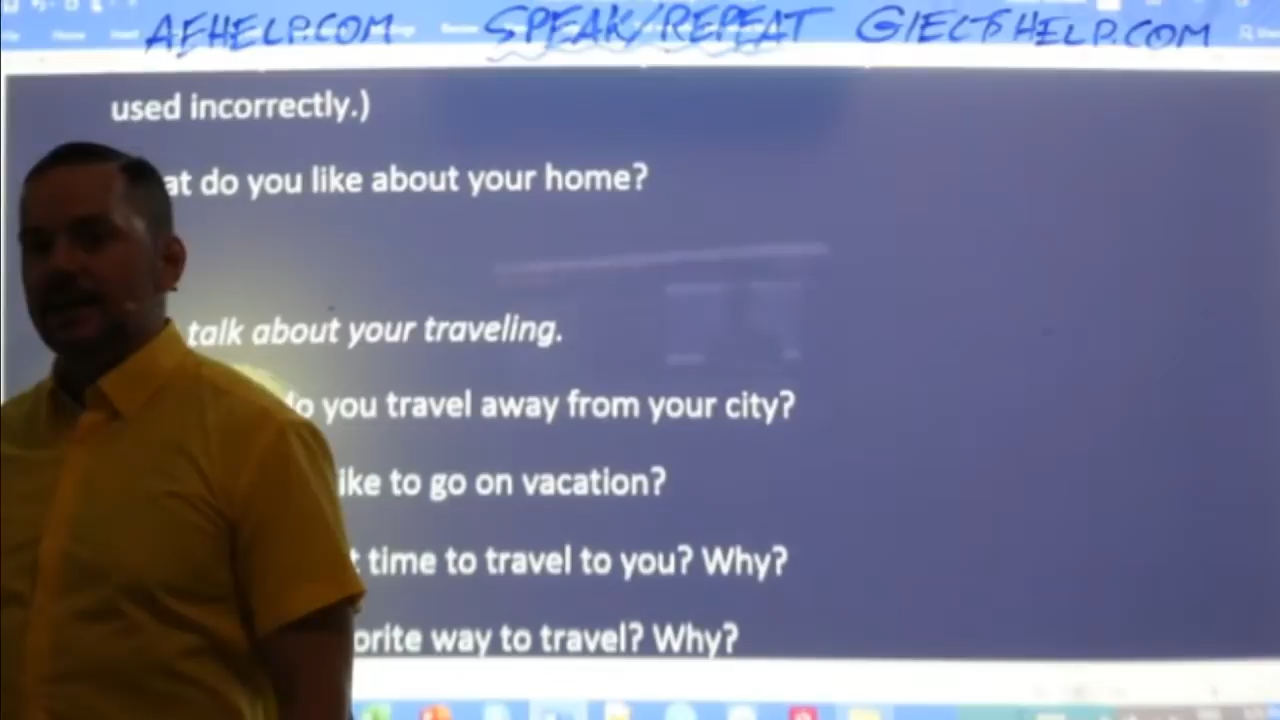 AEHELP.COM SPEAK/REPEAT GIELTSHELP.COM
used incorrectly.)
at do you like about your home?
talk about your traveling.
do you travel away from your city?
ike to go on vacation?
t time to travel to you? Why?
orite way to travel? Why?